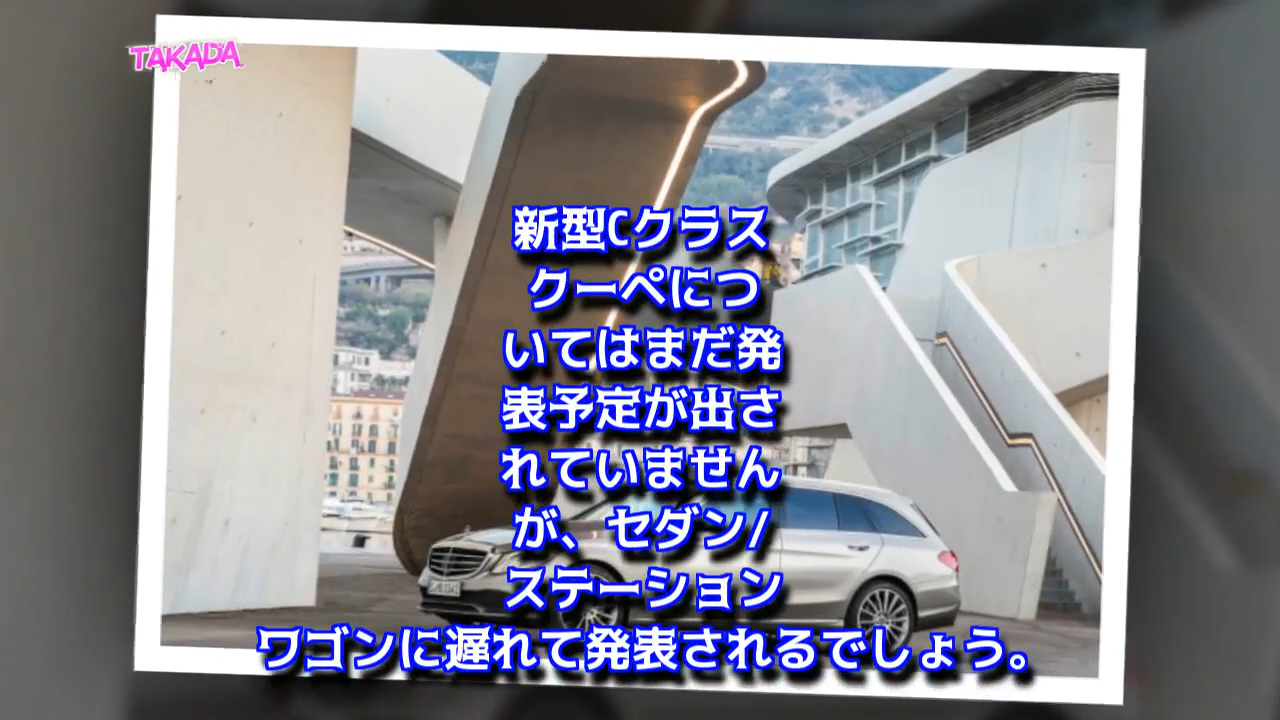 TAKADA
新型Cクラス
クーペにつ
いてはまだ発
表予定が出さ
れていません
が、セダン/
ステーション
ワゴンに遅れて発表されるでしょう。